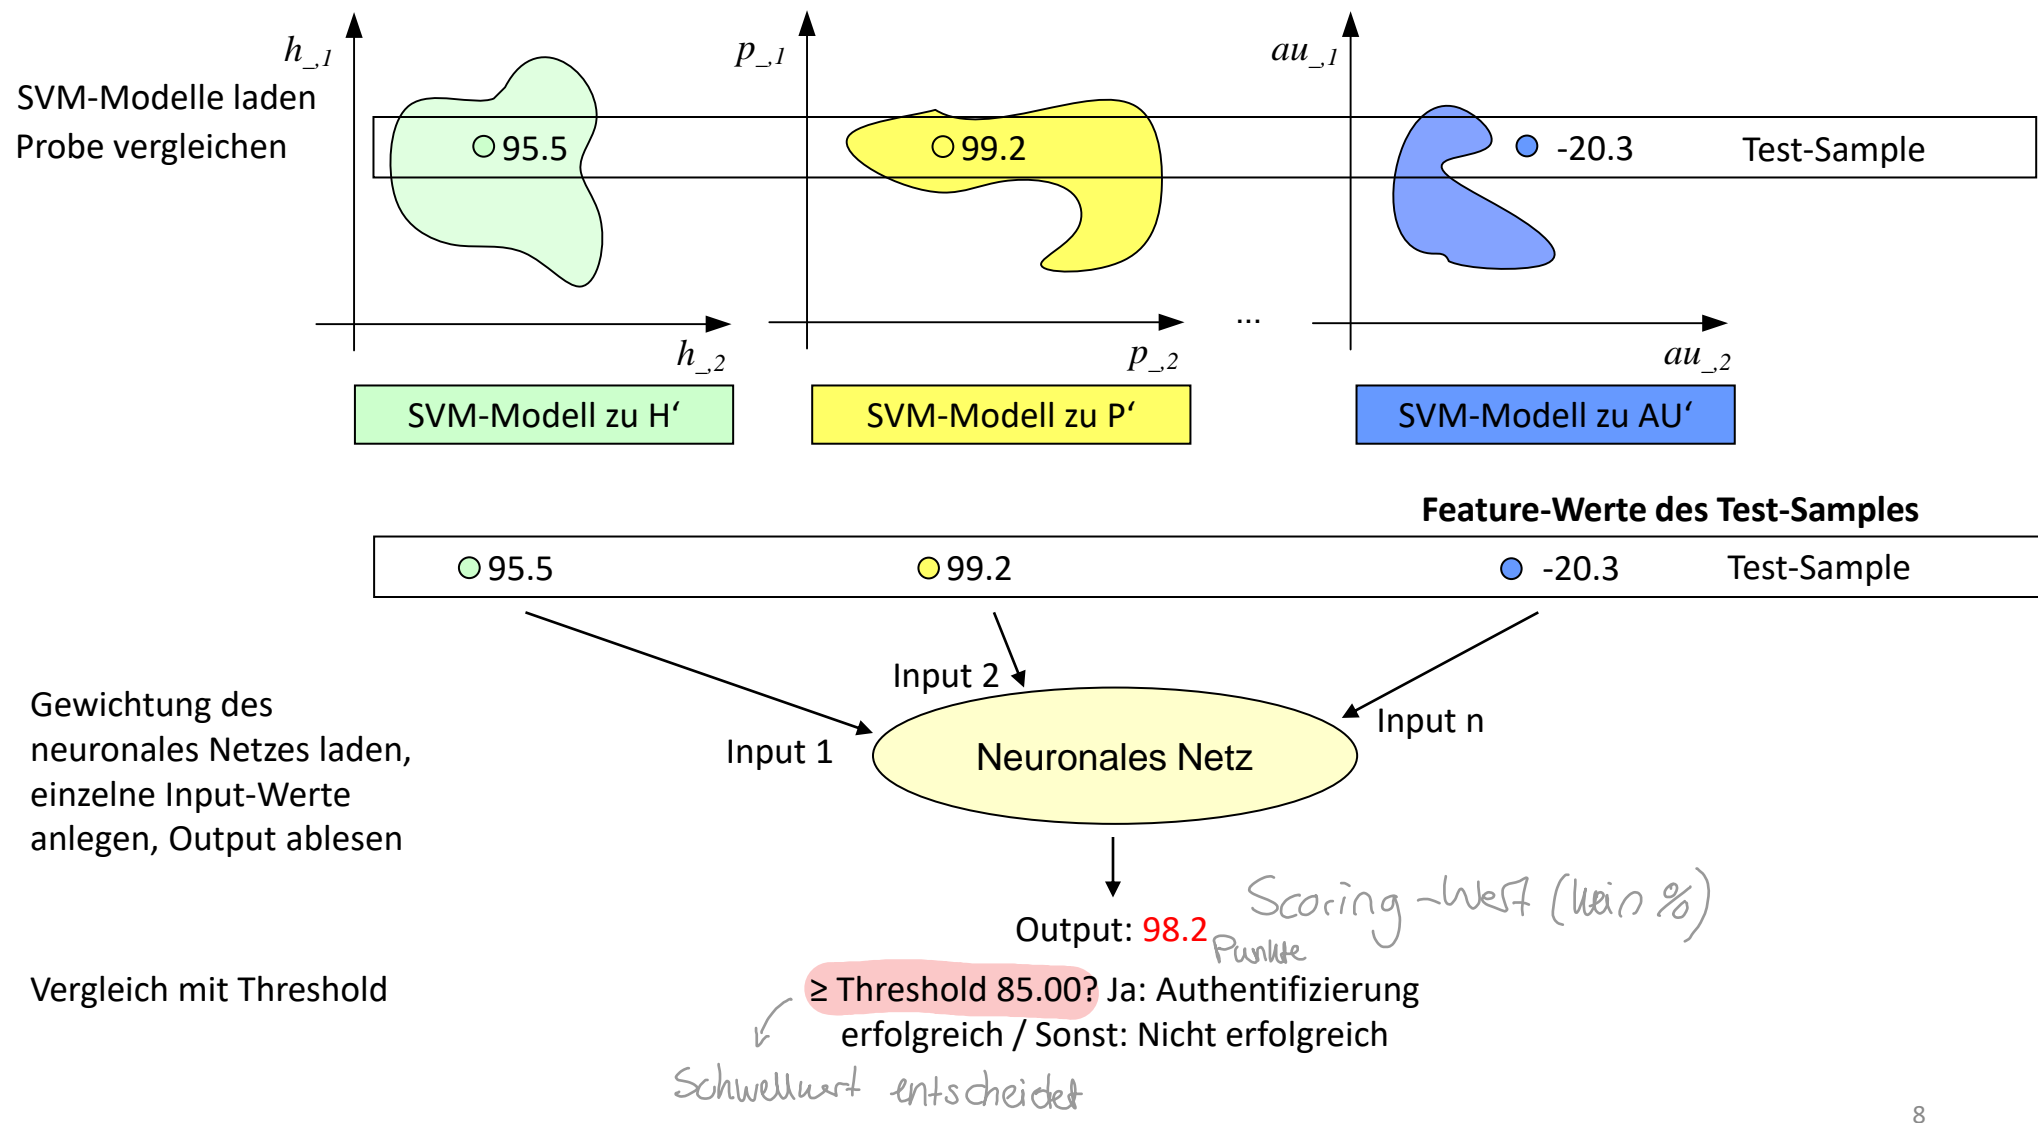 h_,1
p_,1
au_,1
SVM-Modelle laden
Probe vergleichen
95.5
99.2
-20.3
Test-Sample
...
h_,2
p_,2
au_,2
SVM-Modell zu H‘
SVM-Modell zu P‘
SVM-Modell zu AU‘
Feature-Werte des Test-Samples
95.5
99.2
-20.3
Test-Sample
Input 2
Input 1
Input n
Neuronales Netz
Gewichtung des
neuronales Netzes laden,
einzelne Input-Werte
anlegen, Output ablesen
Scoring-Wert (kein %)
Output: 98.2
Punkte
Vergleich mit Threshold
≥ Threshold 85.00? Ja: Authentifizierung
erfolgreich / Sonst: Nicht erfolgreich
Schwellwert entscheidet
8